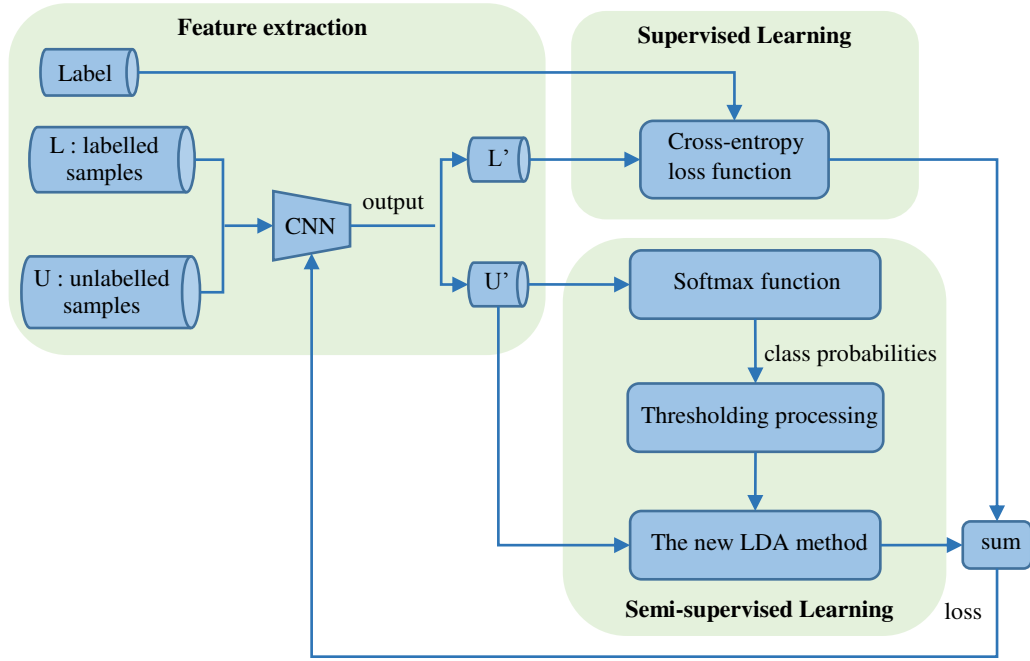 Feature extraction
Supervised Learning
Label
L : labelled
samples
L’
Cross-entropy
loss function
output
CNN
U : unlabelled
samples
U’
Softmax function
class probabilities
Thresholding processing
The new LDA method
sum
Semi-supervised Learning
loss